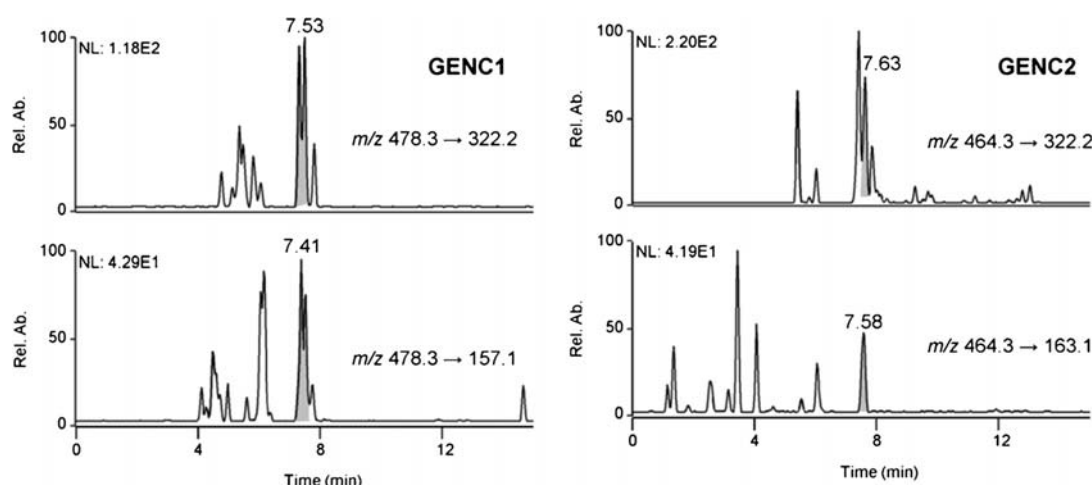 7.53
100
NL: 1.18E2
GENC1
m/z 478.3 → 322.2
Rel. Ab.
50
0
7.41
100
NL: 4.29E1
m/z 478.3 → 157.1
Rel. Ab.
50
0
0 4 8 12
Time (min)
100
NL: 2.20E2
7.63
GENC2
m/z 464.3 → 322.2
Rel. Ab.
50
0
100
NL: 4.19E1
7.58
m/z 464.3 → 163.1
Rel. Ab.
50
0
0 4 8 12
Time (min)